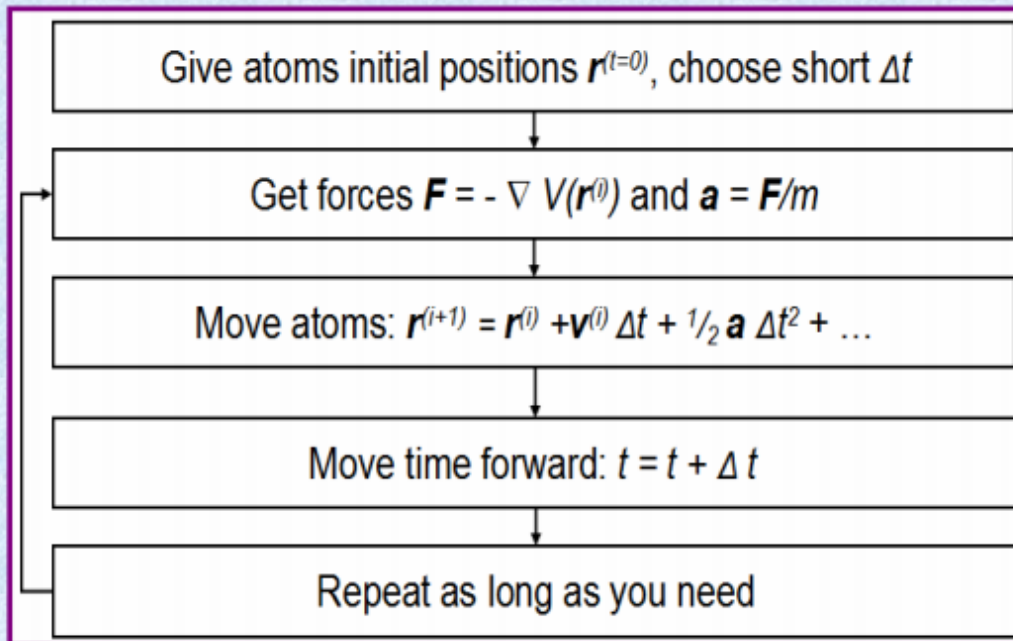 Give atoms initial positions r^(t=0), choose short Δt
Get forces F = - ∇ V(r^(i)) and a = F/m
Move atoms: r^(i+1) = r^(i) +v^(i) Δt + ¹/₂ a Δt² + ...
Move time forward: t = t + Δ t
Repeat as long as you need